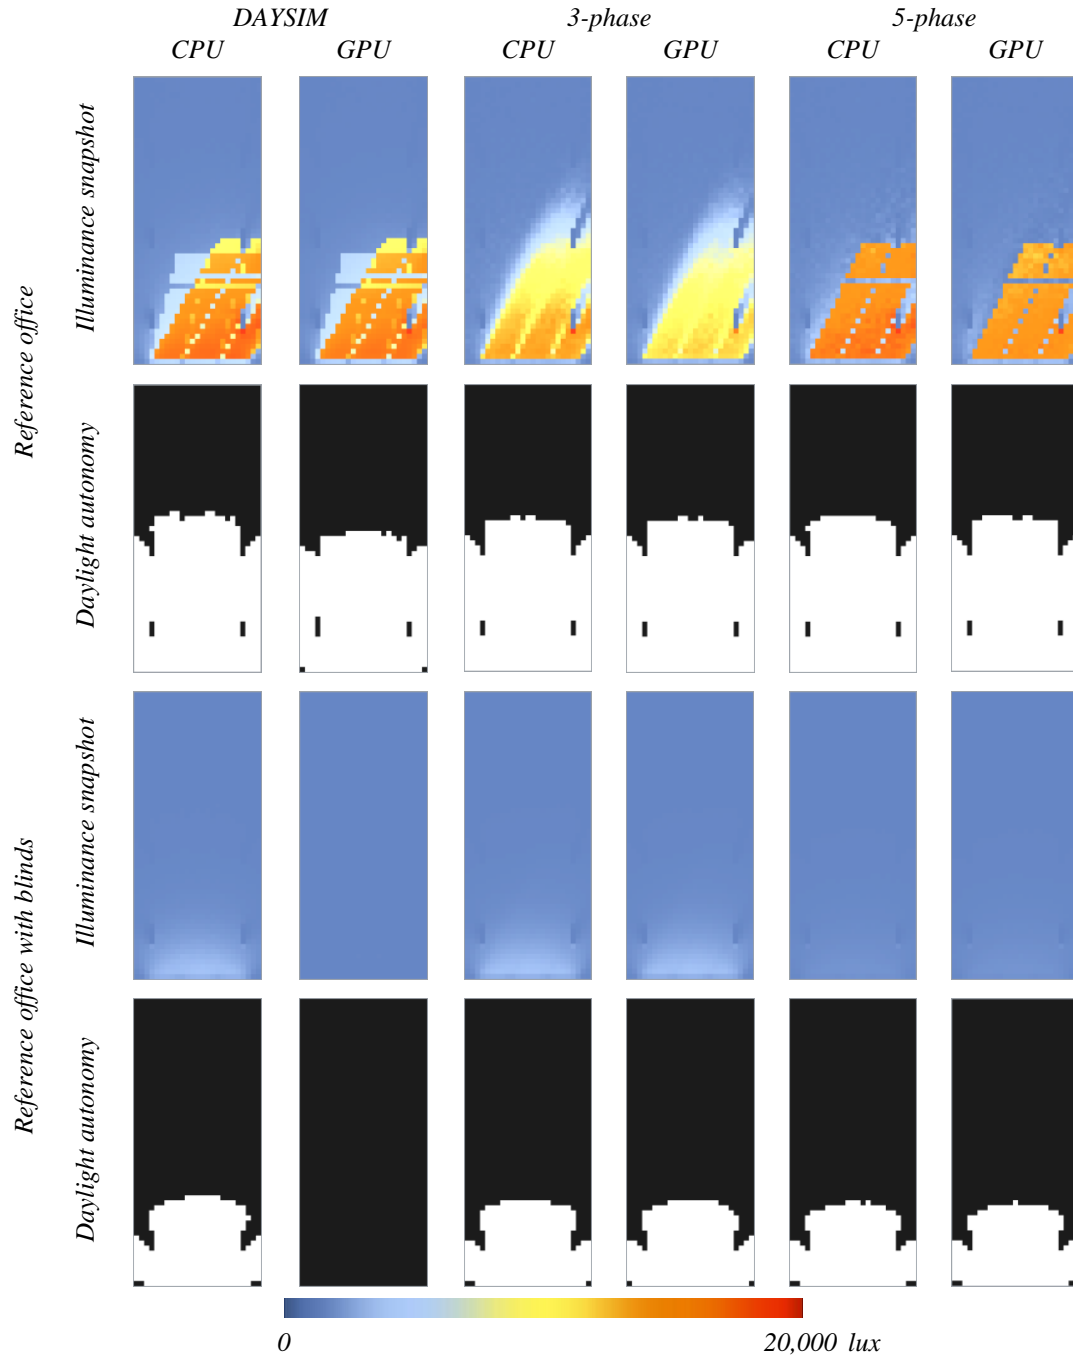 DAYSIM 3-phase 5-phase
CPU GPU CPU GPU CPU GPU
Reference office
Illuminance snapshot
Daylight autonomy
Reference office with blinds
Illuminance snapshot
Daylight autonomy
0 20,000 lux